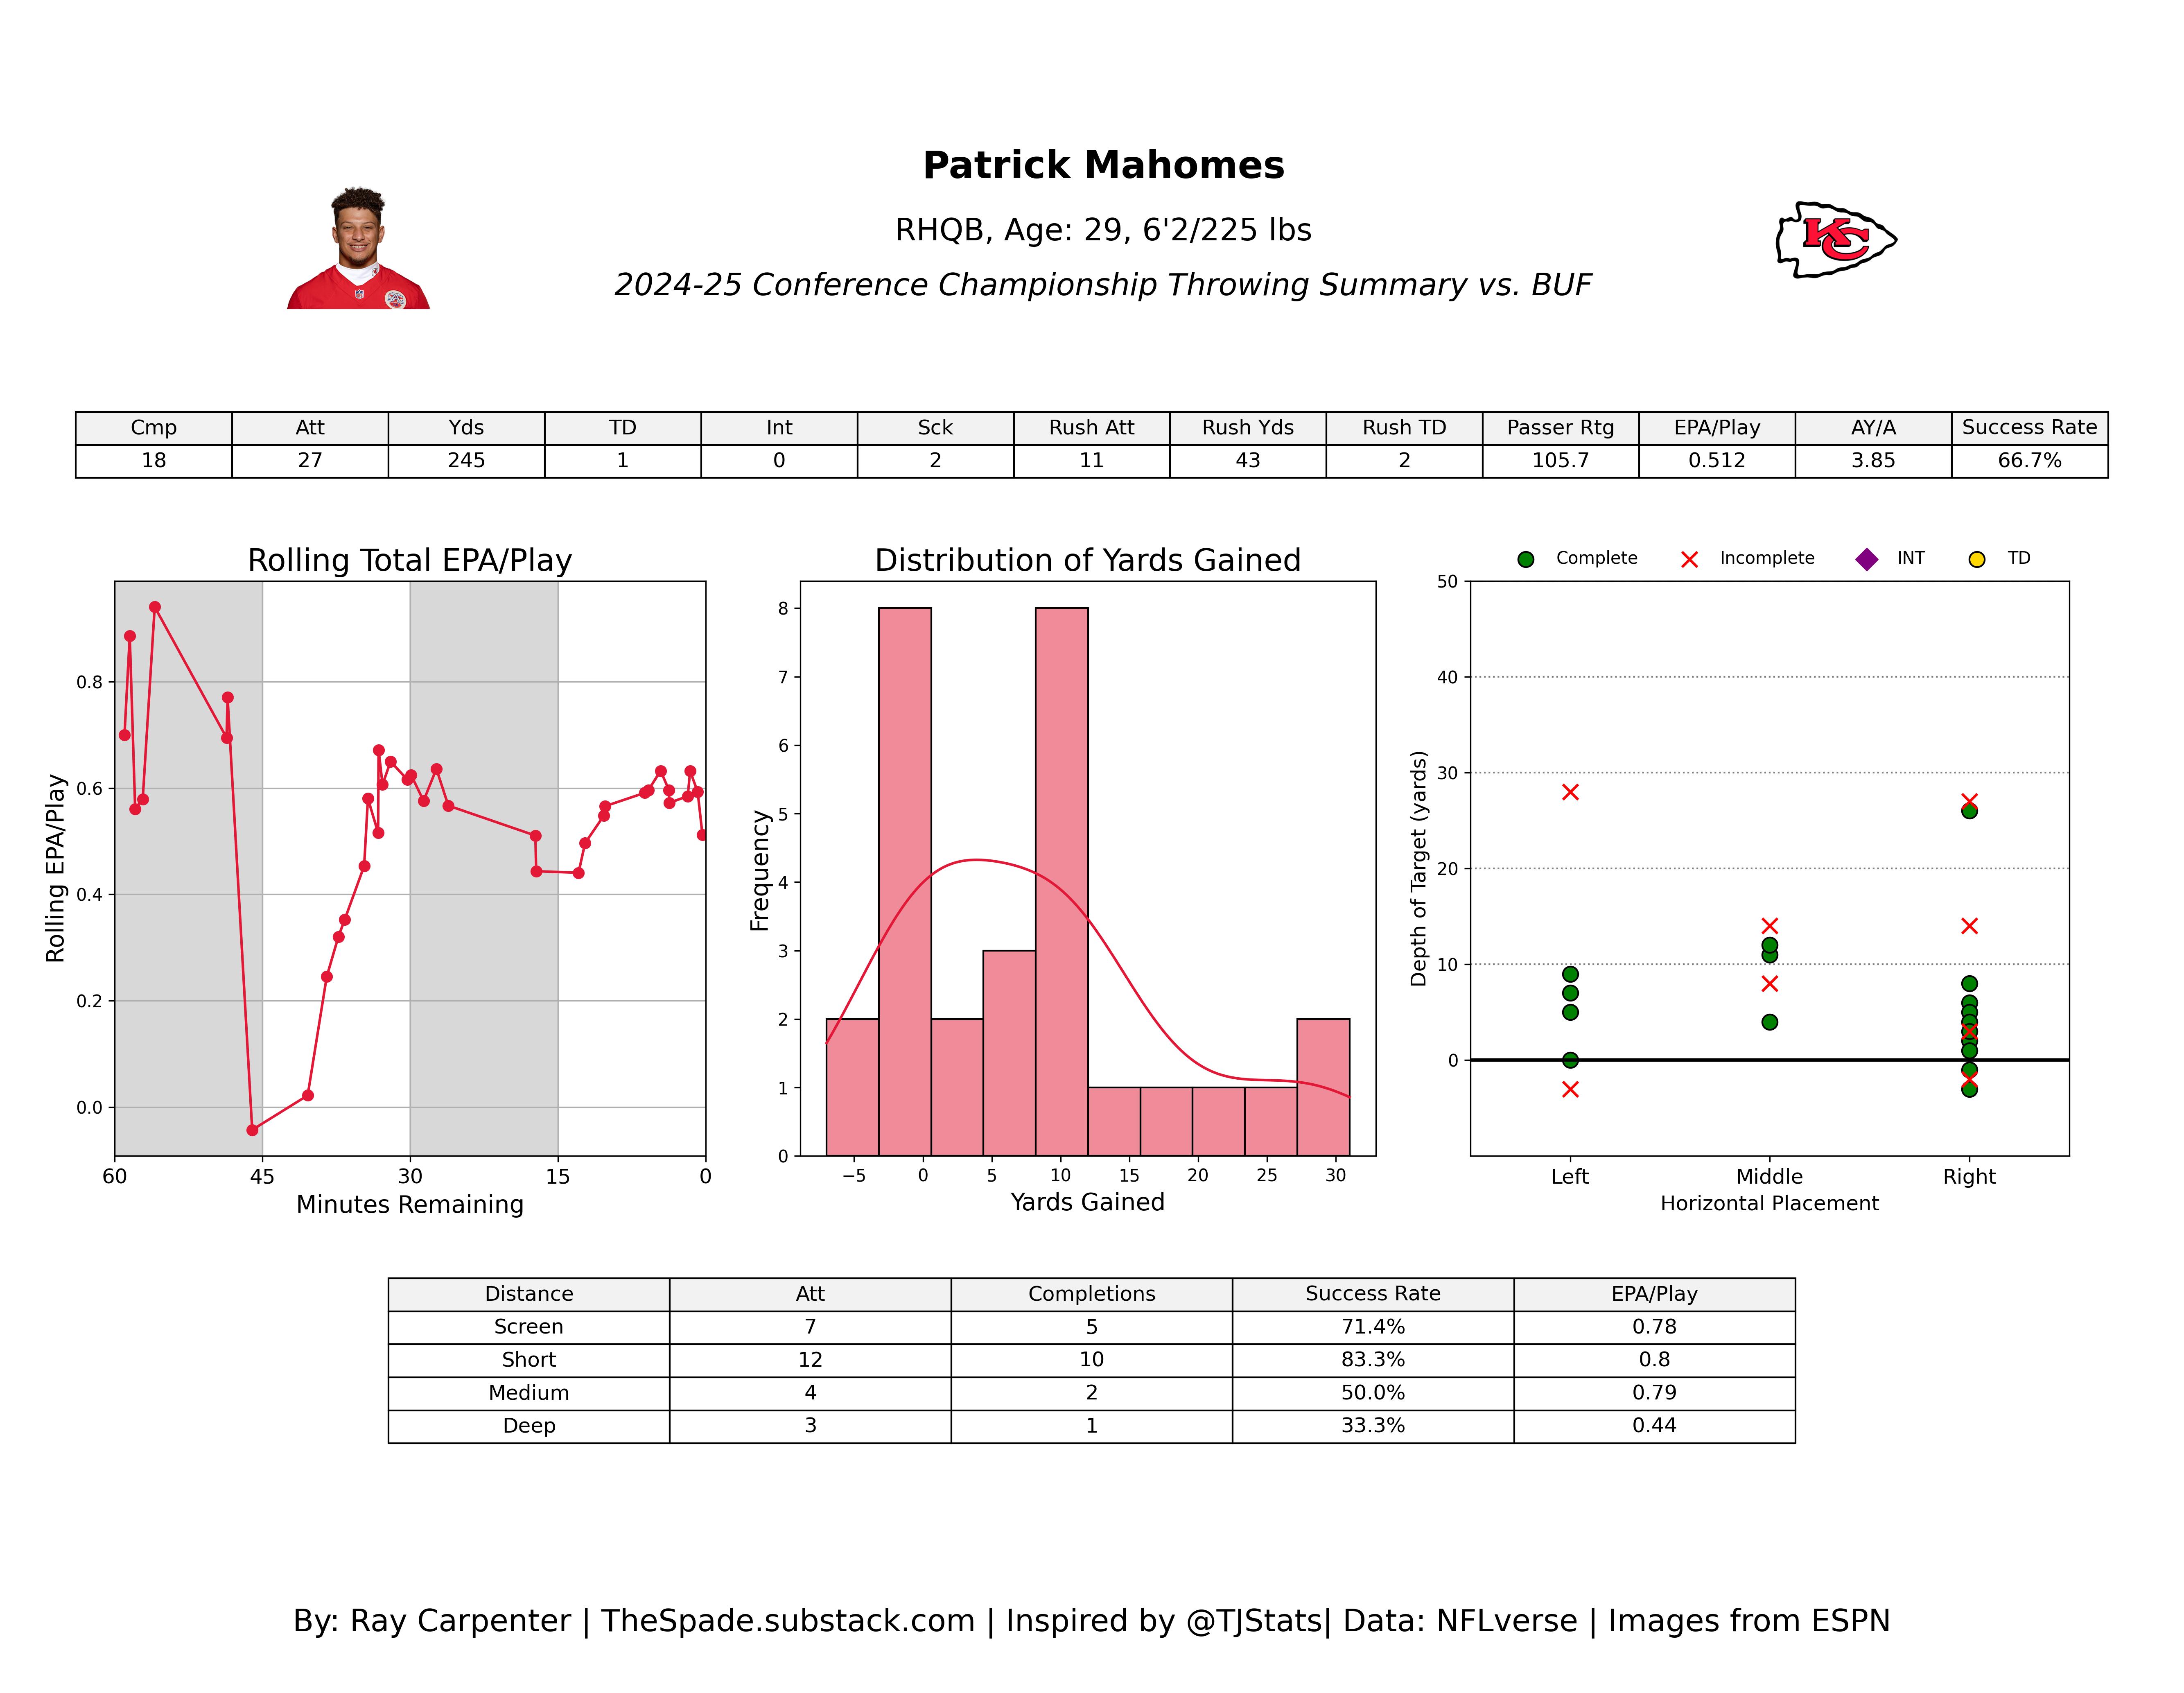 Patrick Mahomes
RHQB, Age: 29, 6'2/225 lbs
2024-25 Conference Championship Throwing Summary vs. BUF
KC
Cmp Att Yds TD Int Sck Rush Att Rush Yds Rush TD Passer Rtg EPA/Play AY/A Success Rate
18 27 245 1 0 2 11 43 2 105.7 0.512 3.85 66.7%
Rolling Total EPA/Play
Rolling EPA/Play
0.8
0.6
0.4
0.2
0.0
60 45 30 15 0
Minutes Remaining
Distribution of Yards Gained
Frequency
8
7
6
5
4
3
2
1
0
−5 0 5 10 15 20 25 30
Yards Gained
Complete Incomplete INT TD
Depth of Target (yards)
50
40
30
20
10
0
Left Middle Right
Horizontal Placement
Distance Att Completions Success Rate EPA/Play
Screen 7 5 71.4% 0.78
Short 12 10 83.3% 0.8
Medium 4 2 50.0% 0.79
Deep 3 1 33.3% 0.44
By: Ray Carpenter | TheSpade.substack.com | Inspired by @TJStats| Data: NFLverse | Images from ESPN